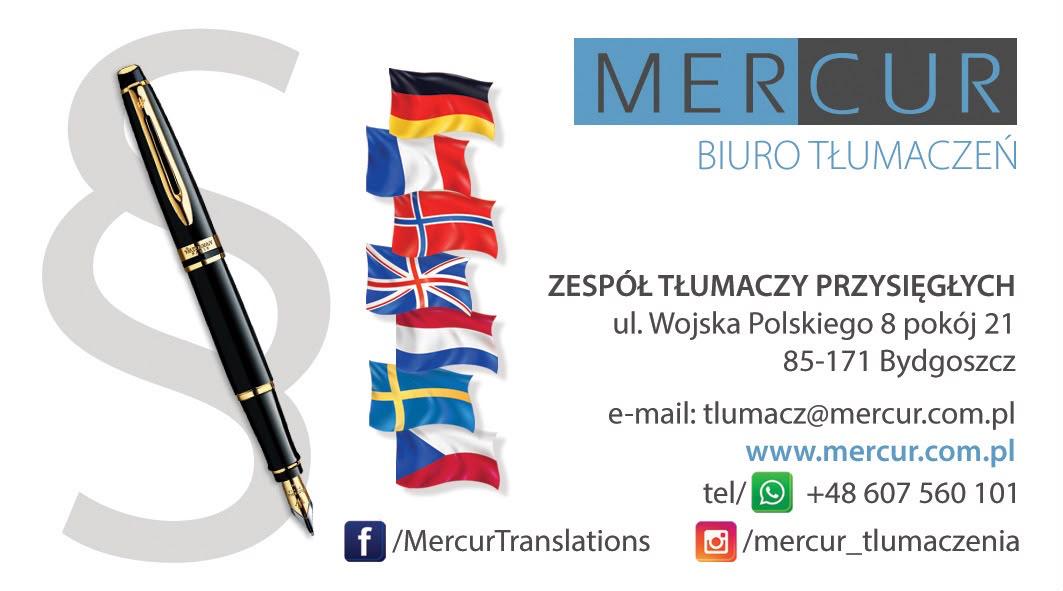 MERCUR
BIURO TŁUMACZEŃ
ZESPÓŁ TŁUMACZY PRZYSIĘGŁYCH
ul. Wojska Polskiego 8 pokój 21
85-171 Bydgoszcz
e-mail: tlumacz@mercur.com.pl
www.mercur.com.pl
tel/ +48 607 560 101
/MercurTranslations
/mercur_tlumaczenia